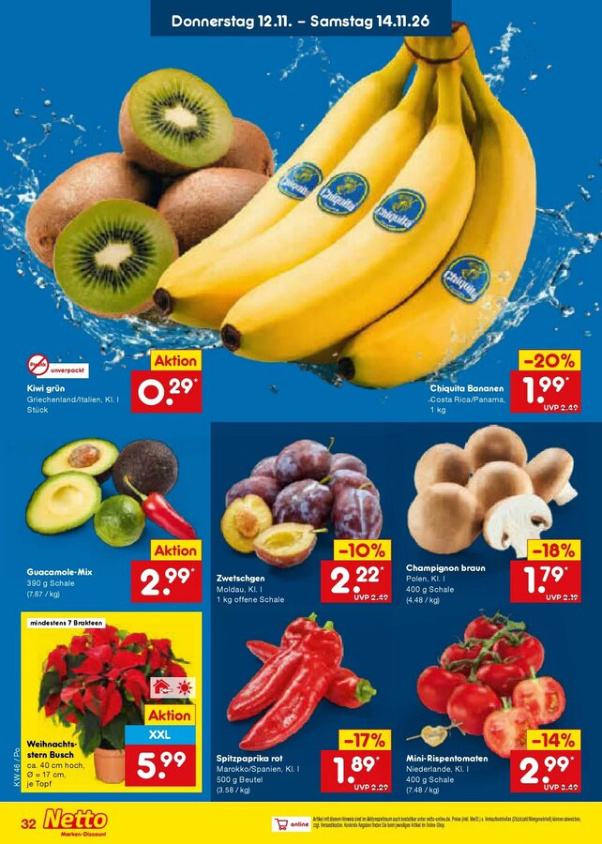 Donnerstag 12.11. – Samstag 14.11.26
Chiquita
Chiquita
Chiquita
Chiquita
unverpackt
Kiwi grün
Griechenland/Italien, Kl. I
Stück
Aktion
0.29*
Chiquita Bananen
Costa Rica/Panama,
1 kg
-20%
1.99*
UVP 2.49
Guacamole-Mix
390 g Schale
(7.67 / kg)
Aktion
2.99*
Zwetschgen
Moldau, Kl. I
1 kg offene Schale
-10%
2.22*
UVP 2.49
Champignon braun
Polen, Kl. I
400 g Schale
(4.48 / kg)
-18%
1.79*
UVP 2.19
mindestens 7 Brakteen
Weihnachts-
stern Busch
ca. 40 cm hoch,
Ø = 17 cm,
je Topf
Aktion
XXL
5.99*
Spitzpaprika rot
Marokko/Spanien, Kl. I
500 g Beutel
(3.58 / kg)
-17%
1.89*
UVP 2.29
Mini-Rispentomaten
Niederlande, Kl. I
400 g Schale
(7.48 / kg)
-14%
2.99*
UVP 3.49
KW 46 / Po
32
Netto
Marken-Discount
online